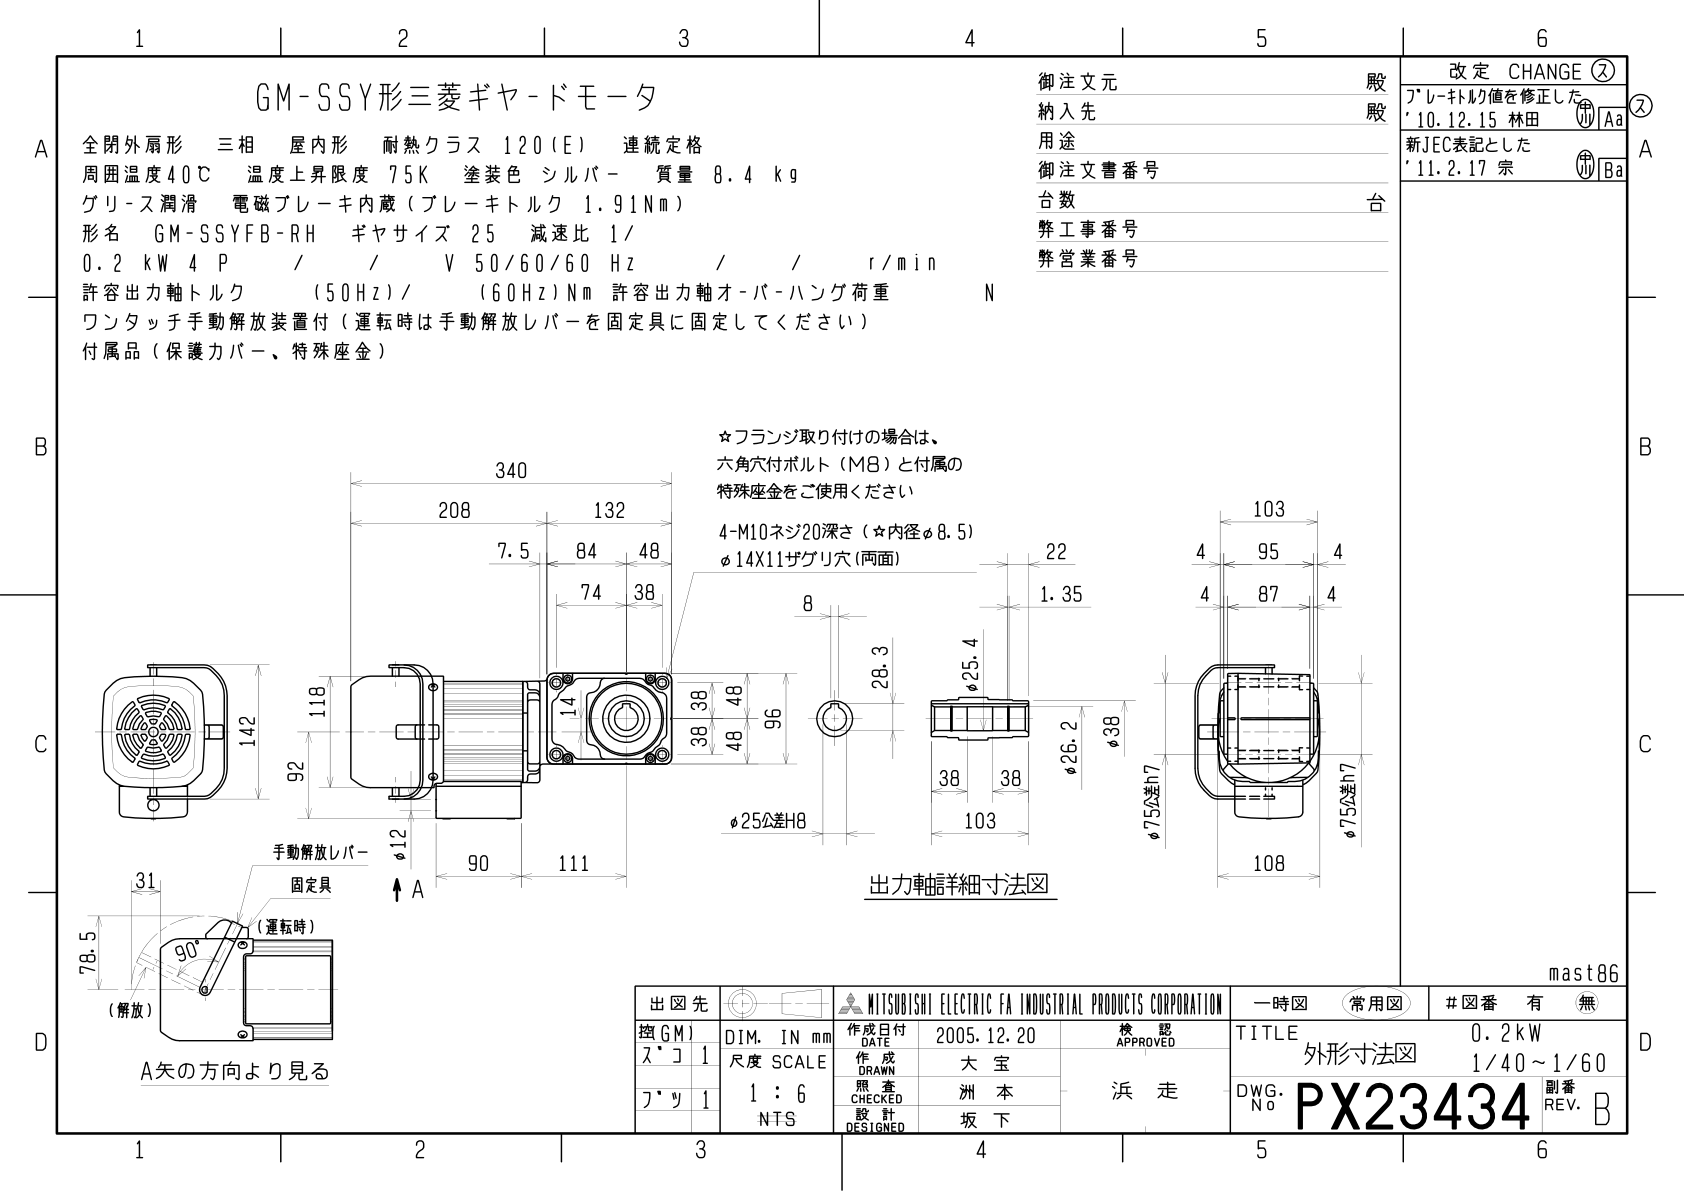 1 2 3 4 5 6
GM-SSY形三菱ギヤ-ドモータ
全閉外扇形 三相 屋内形 耐熱クラス 120(E) 連続定格
周囲温度40℃ 温度上昇限度 75K 塗装色 シルバー 質量 8.4 kg
グリース潤滑 電磁ブレーキ内蔵(ブレーキトルク 1.91Nm)
形名 GM-SSYFB-RH ギヤサイズ 25 減速比 1/
0.2 kW 4 P / / V 50/60/60 Hz / / r/min
許容出力軸トルク (50Hz)/ (60Hz)Nm 許容出力軸オーバーハング荷重 N
ワンタッチ手動解放装置付(運転時は手動解放レバーを固定具に固定してください)
付属品(保護カバー、特殊座金)
御注文元 殿
納入先 殿
用途
御注文書番号
台数 台
弊工事番号
弊営業番号
改定 CHANGE ス
ブレーキトルク値を修正した
'10.12.15 林田 Aa ス
新JEC表記とした
'11.2.17 宗 Ba
A A
B B
C C
D D
☆フランジ取り付けの場合は、
六角穴付ボルト(M8)と付属の
特殊座金をご使用ください
4-M10ネジ20深さ(☆内径φ8.5)
φ14X11ザグリ穴(両面)
340
208 132
7.5 84 48
74 38
118
142
92
14
38 48
38 48
96
φ12
90 111
A
8
28.3
φ25公差H8
22
1.35
φ25.4
φ26.2
φ38
38 38
103
出力軸詳細寸法図
103
4 95 4
4 87 4
φ75公差h7
φ75公差h7
108
手動解放レバー
固定具
(運転時)
31
78.5
90°
(解放)
A矢の方向より見る
mast86
出図先
控(GM)
ズコ 1
ブツ 1
DIM. IN mm
尺度 SCALE
1 : 6
NTS
MITSUBISHI ELECTRIC FA INDUSTRIAL PRODUCTS CORPORATION
作成日付 DATE 2005.12.20
作成 DRAWN 大宝
照査 CHECKED 洲本
設計 DESIGNED 坂下
検認 APPROVED
浜走
一時図 常用図 #図番 有 無
TITLE 0.2kW
外形寸法図 1/40~1/60
DWG. No PX23434 副番 REV. B
1 2 3 4 5 6